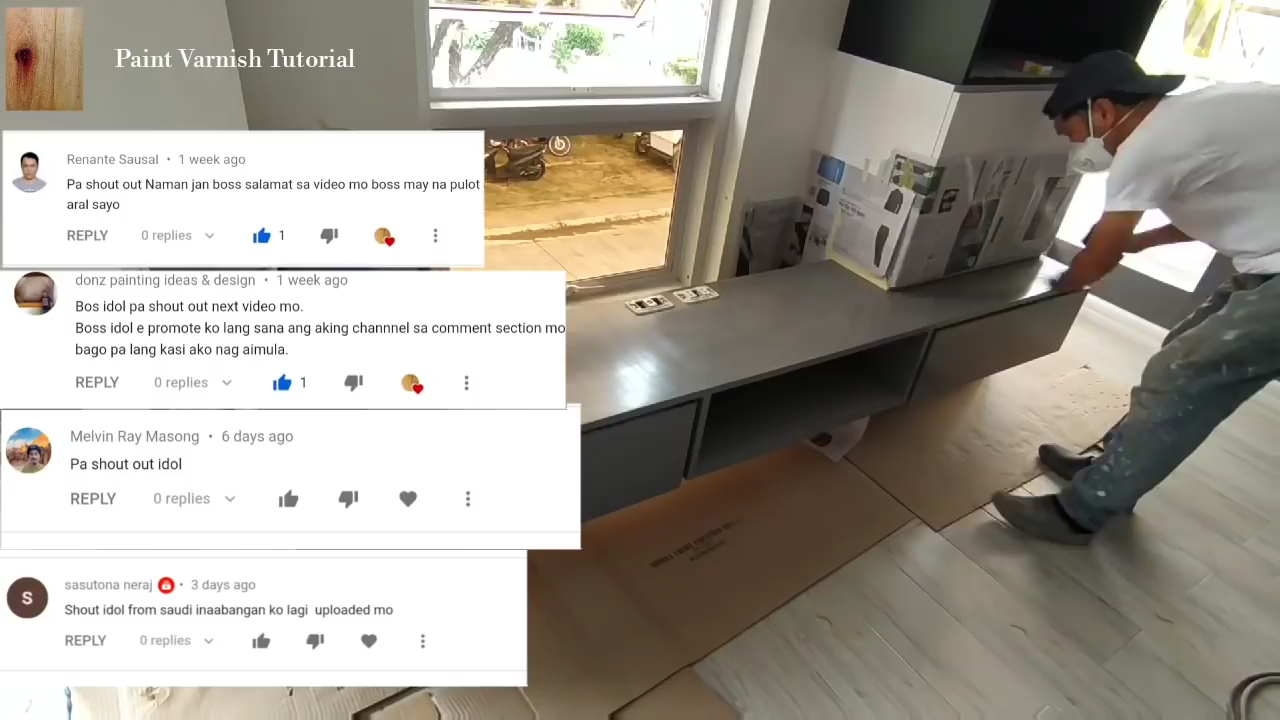 Paint Varnish Tutorial
Renante Sausal • 1 week ago
Pa shout out Naman jan boss salamat sa video mo boss may na pulot
aral sayo
REPLY 0 replies 1
donz painting ideas & design • 1 week ago
Bos idol pa shout out next video mo.
Boss idol e promote ko lang sana ang aking channnel sa comment section mo
bago pa lang kasi ako nag aimula.
REPLY 0 replies 1
Melvin Ray Masong • 6 days ago
Pa shout out idol
REPLY 0 replies
S
sasutona neraj • 3 days ago
Shout idol from saudi inaabangan ko lagi uploaded mo
REPLY 0 replies